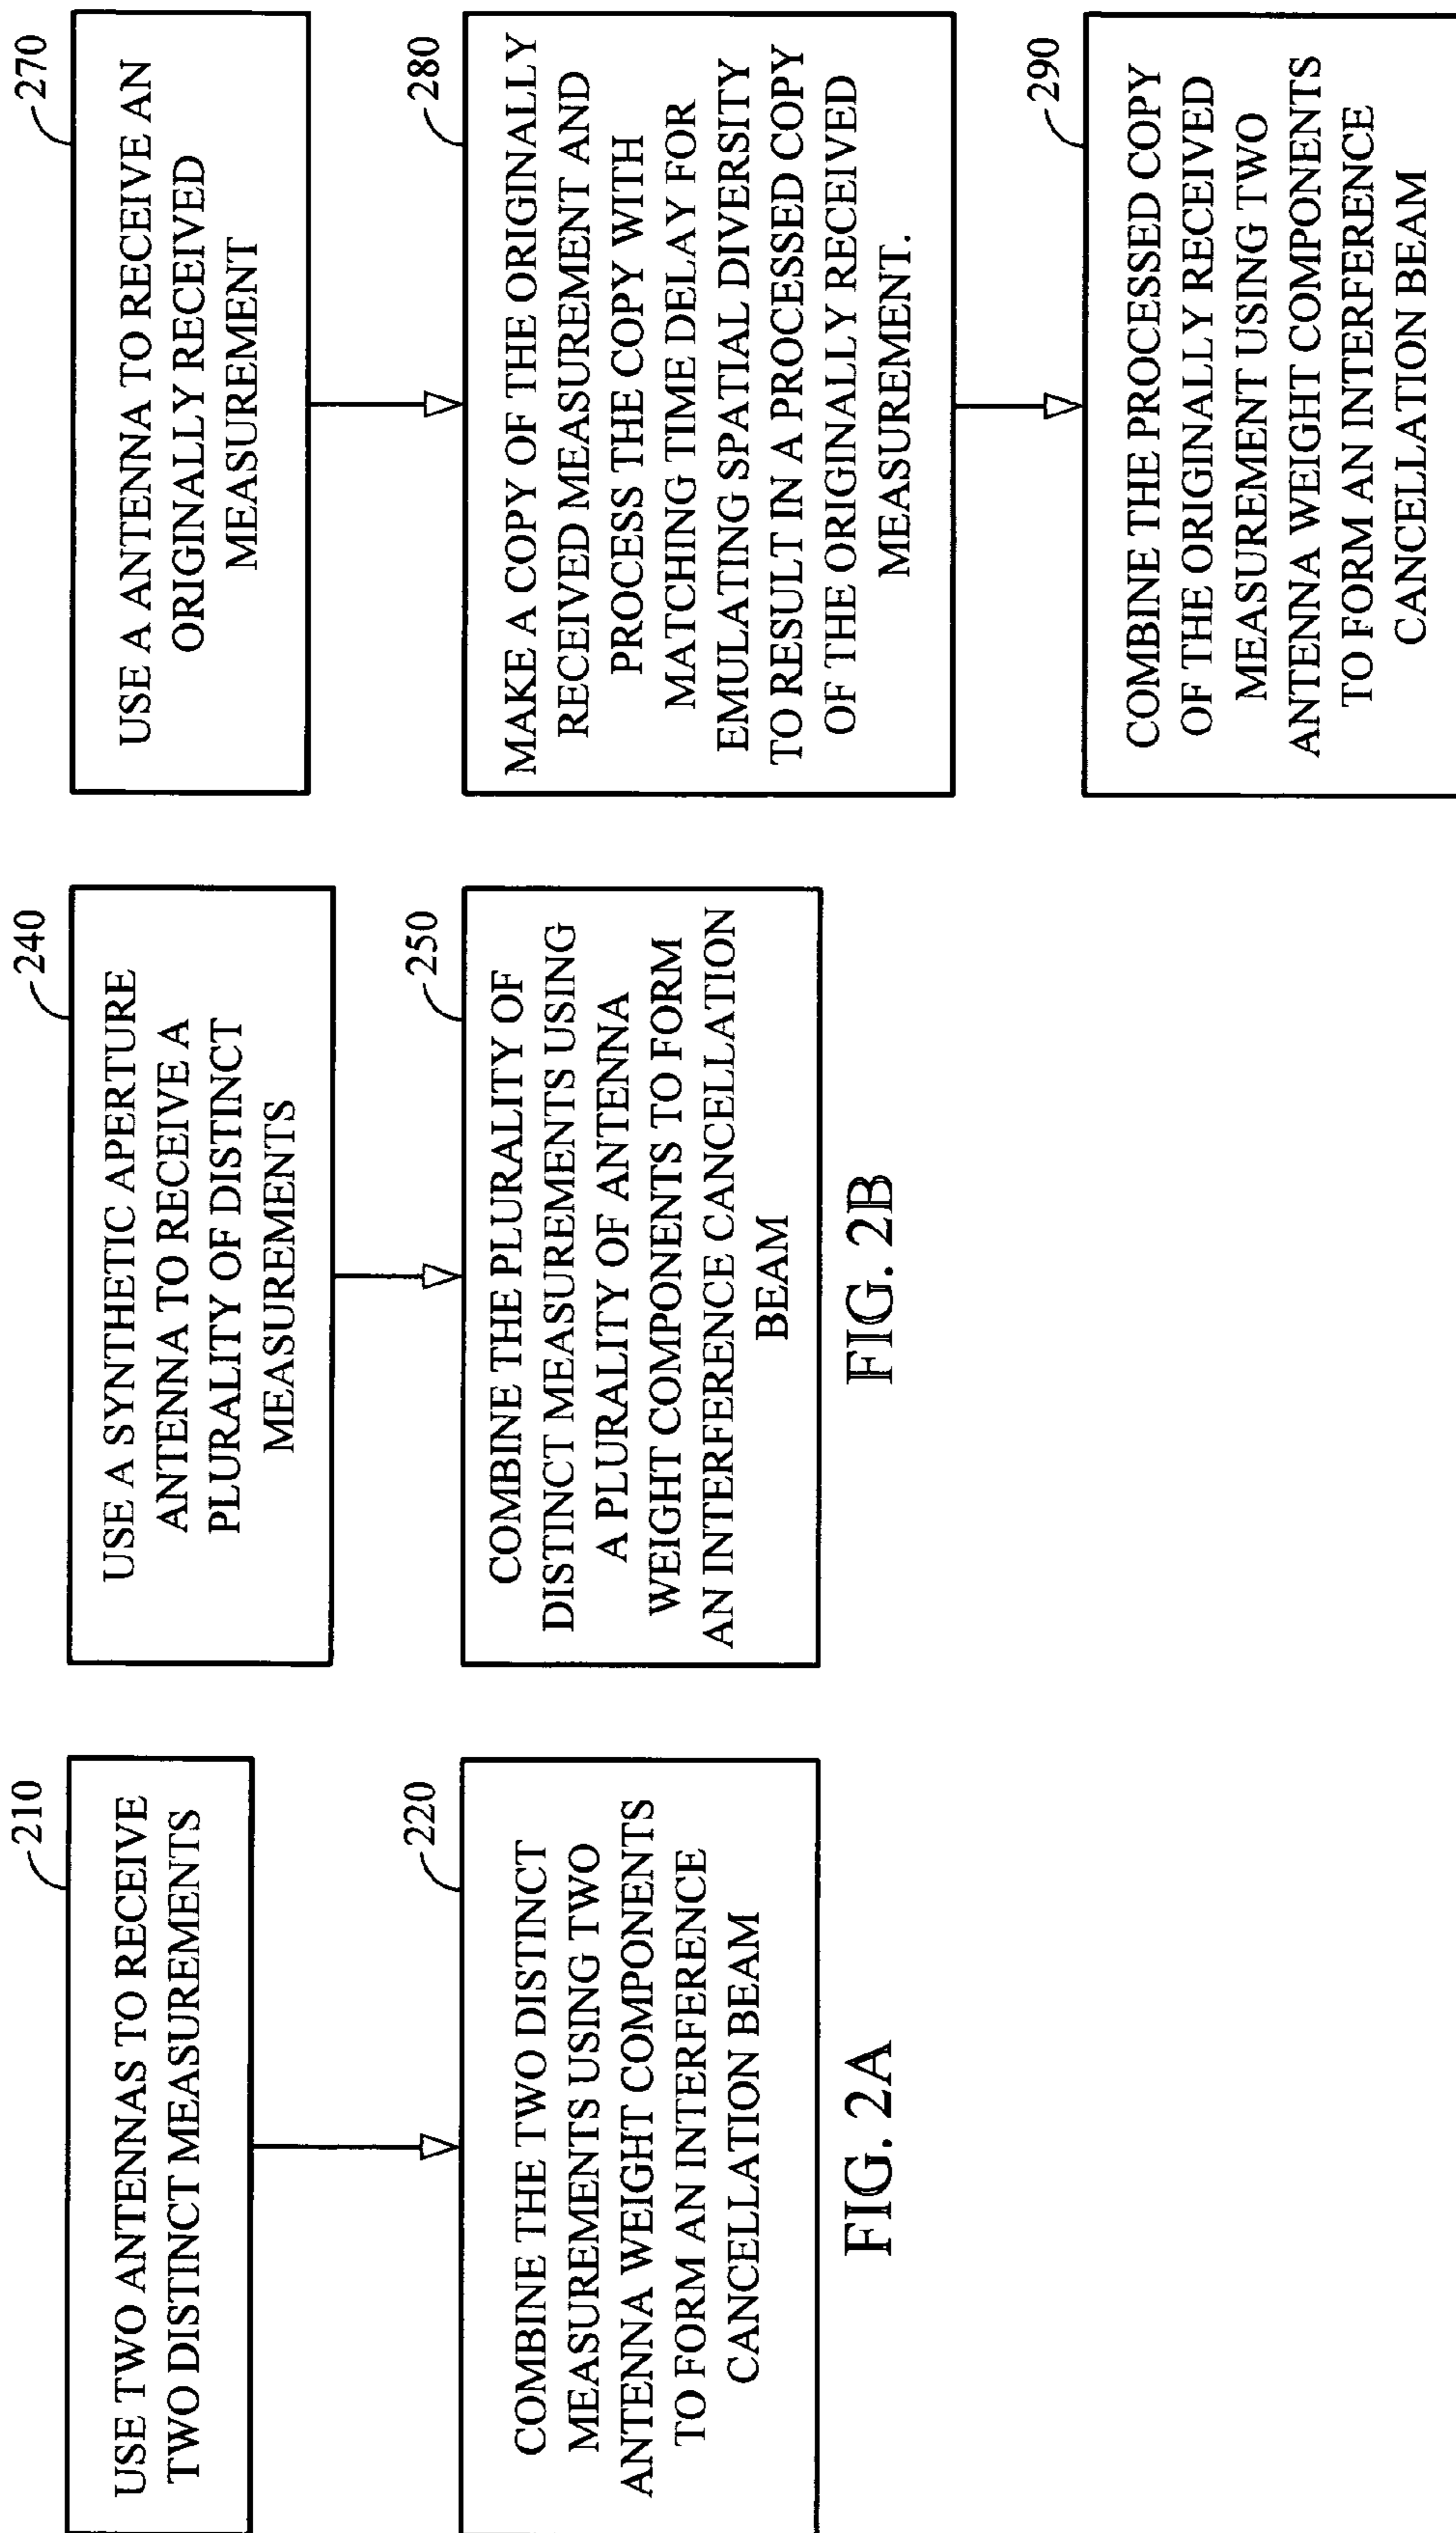 210
USE TWO ANTENNAS TO RECEIVE
TWO DISTINCT MEASUREMENTS
220
COMBINE THE TWO DISTINCT
MEASUREMENTS USING TWO
ANTENNA WEIGHT COMPONENTS
TO FORM AN INTERFERENCE
CANCELLATION BEAM
FIG. 2A
240
USE A SYNTHETIC APERTURE
ANTENNA TO RECEIVE A
PLURALITY OF DISTINCT
MEASUREMENTS
250
COMBINE THE PLURALITY OF
DISTINCT MEASUREMENTS USING
A PLURALITY OF ANTENNA
WEIGHT COMPONENTS TO FORM
AN INTERFERENCE CANCELLATION
BEAM
FIG. 2B
270
USE A ANTENNA TO RECEIVE AN
ORIGINALLY RECEIVED
MEASUREMENT
280
MAKE A COPY OF THE ORIGINALLY
RECEIVED MEASUREMENT AND
PROCESS THE COPY WITH
MATCHING TIME DELAY FOR
EMULATING SPATIAL DIVERSITY
TO RESULT IN A PROCESSED COPY
OF THE ORIGINALLY RECEIVED
MEASUREMENT.
290
COMBINE THE PROCESSED COPY
OF THE ORIGINALLY RECEIVED
MEASUREMENT USING TWO
ANTENNA WEIGHT COMPONENTS
TO FORM AN INTERFERENCE
CANCELLATION BEAM